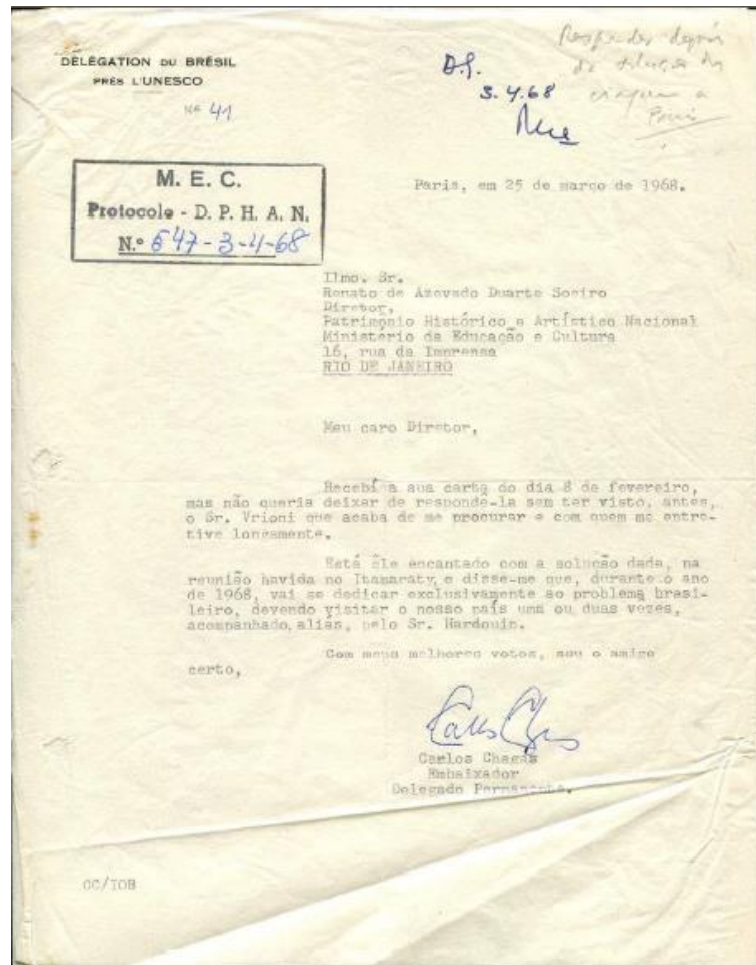 DÉLÉGATION DU BRÉSIL
PRÈS L'UNESCO
Nº 41
3.4.68
Responder depois
M. E. C.
Protocolo - D. P. H. A. N.
N.º 647-3-4-68
Paris, em 25 de março de 1968.
Ilmo. Sr.
Renato de Azevedo Duarte Soeiro
Diretor,
Patrimônio Histórico e Artístico Nacional
Ministério da Educação e Cultura
16, rua da Imprensa
RIO DE JANEIRO
Meu caro Diretor,
Recebí a sua carta do dia 8 de fevereiro,
mas não queria deixar de responde-la sem ter visto, antes,
o Sr. Vrioni que acaba de me procurar e com quem me entre-
tive longamente.
Está êle encantado com a solução dada, na
reunião havida no Itamaraty, e disse-me que, durante o ano
de 1968, vai se dedicar exclusivamente ao problema brasi-
leiro, devendo visitar o nosso país uma ou duas vezes,
acompanhado, aliás, pelo Sr. Hardouin.
Com meus melhores votos, sou o amigo
certo,
Carlos Chagas
Embaixador
Delegado Permanente.
CC/IOB